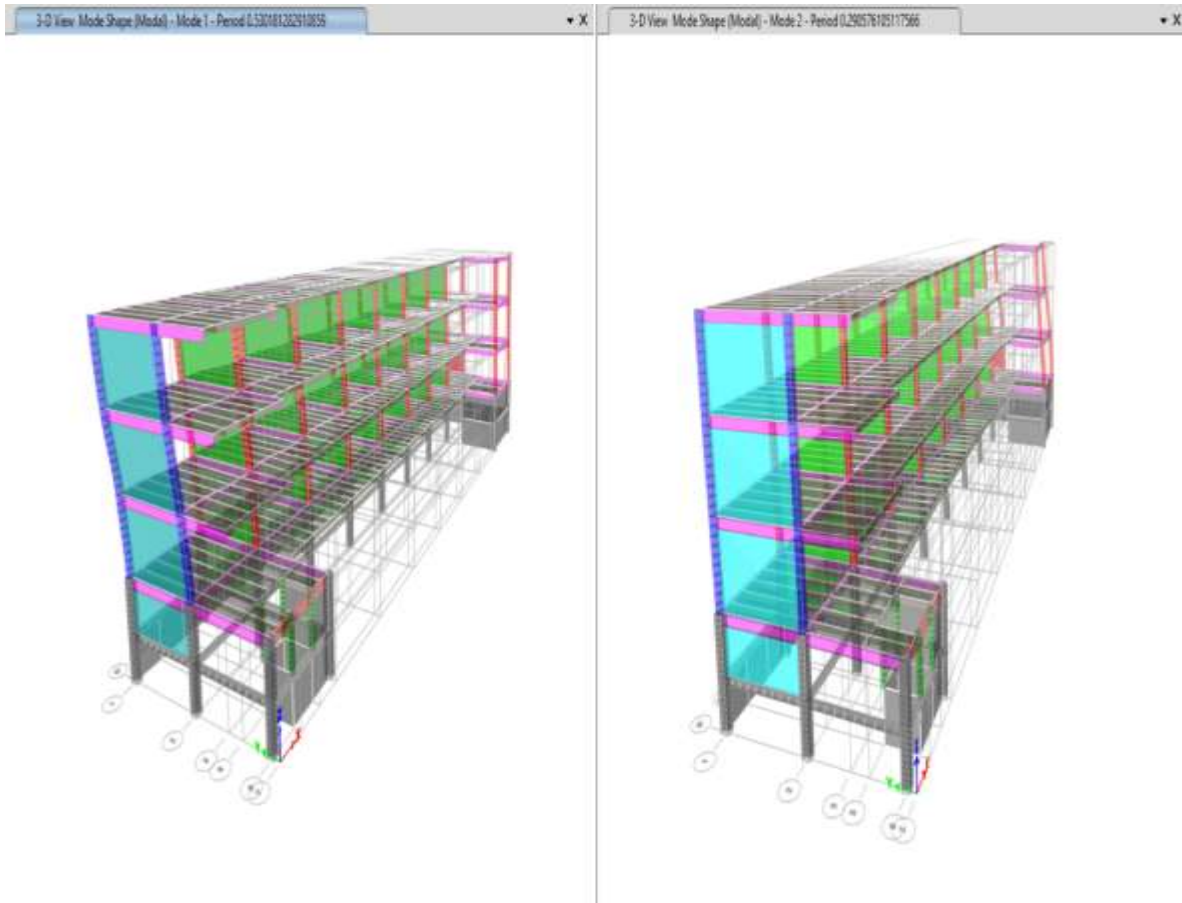 3-D View Mode Shape (Modal) - Mode 1 - Period 0.530181282910859
3-D View Mode Shape (Modal) - Mode 2 - Period 0.290576105117566